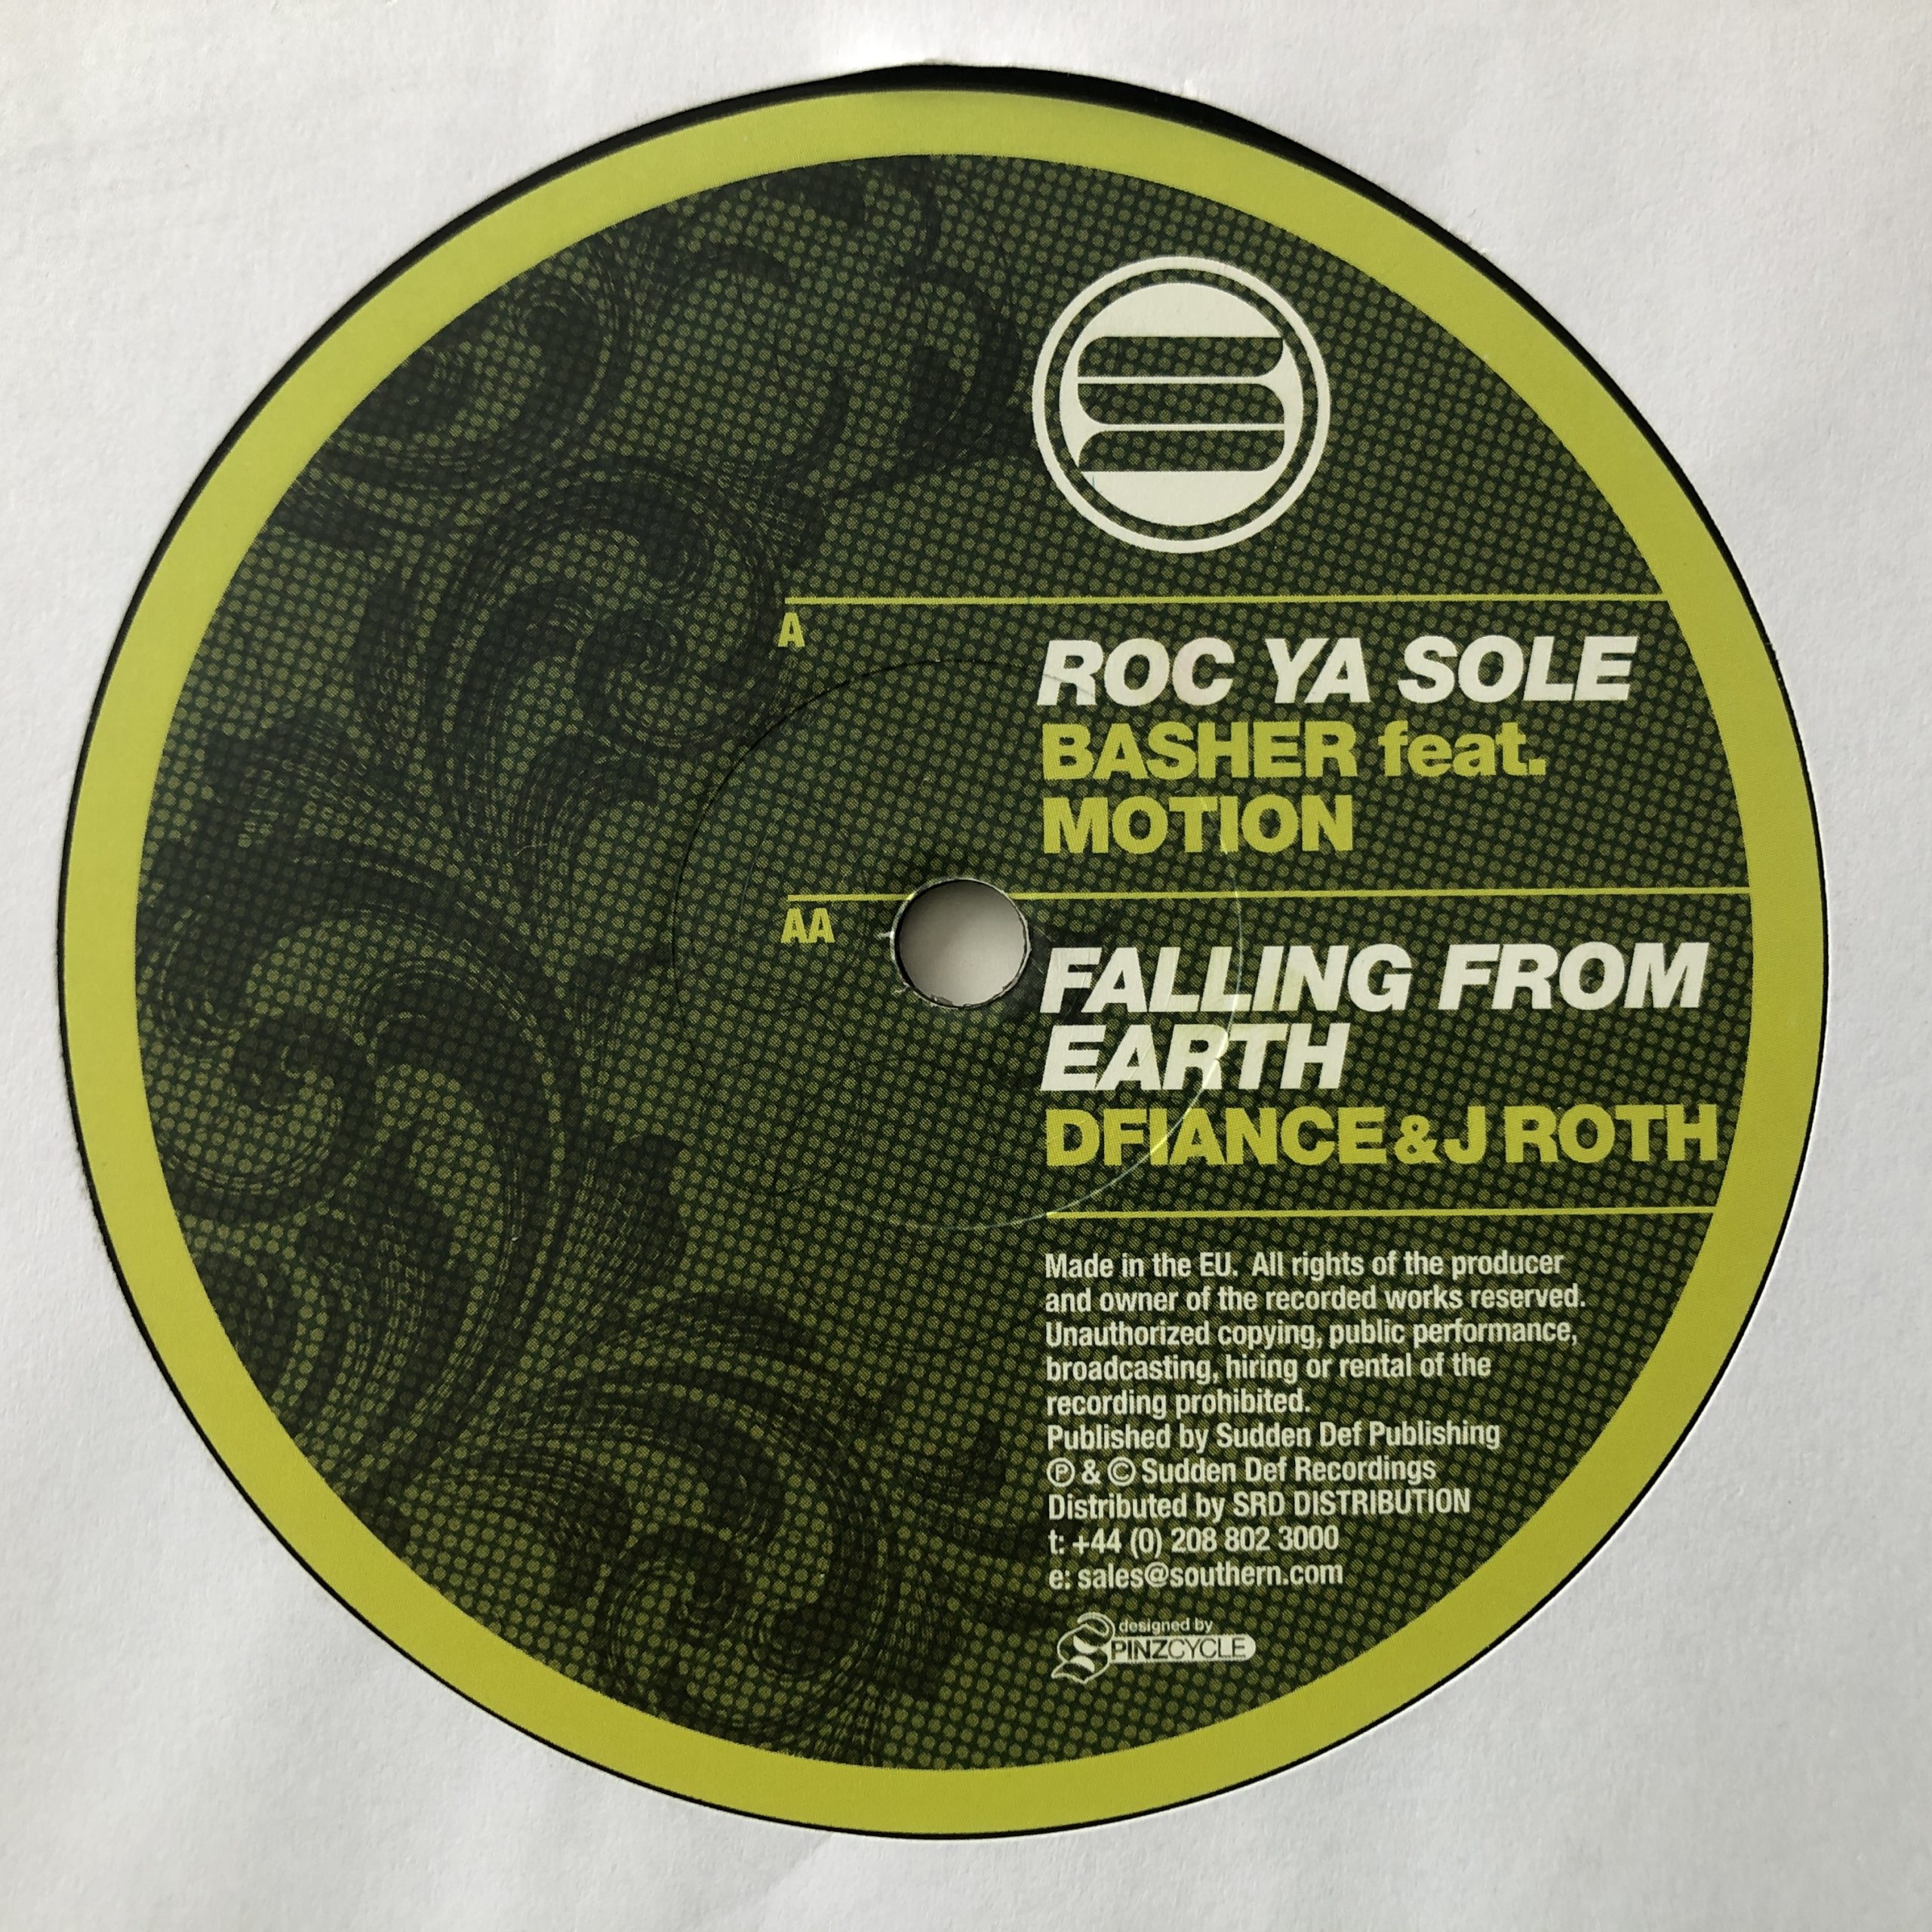 A
ROC YA SOLE
BASHER feat.
MOTION
AA
FALLING FROM
EARTH
DFIANCE & J ROTH
Made in the EU. All rights of the producer
and owner of the recorded works reserved.
Unauthorized copying, public performance,
broadcasting, hiring or rental of the
recording prohibited.
Published by Sudden Def Publishing
℗ & © Sudden Def Recordings
Distributed by SRD DISTRIBUTION
t: +44 (0) 208 802 3000
e: sales@southern.com
designed by
SPINZCYCLE